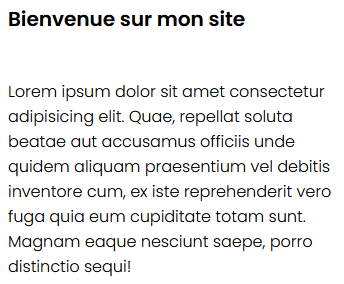 Bienvenue sur mon site
Lorem ipsum dolor sit amet consectetur
adipisicing elit. Quae, repellat soluta
beatae aut accusamus officiis unde
quidem aliquam praesentium vel debitis
inventore cum, ex iste reprehenderit vero
fuga quia eum cupiditate totam sunt.
Magnam eaque nesciunt saepe, porro
distinctio sequi!